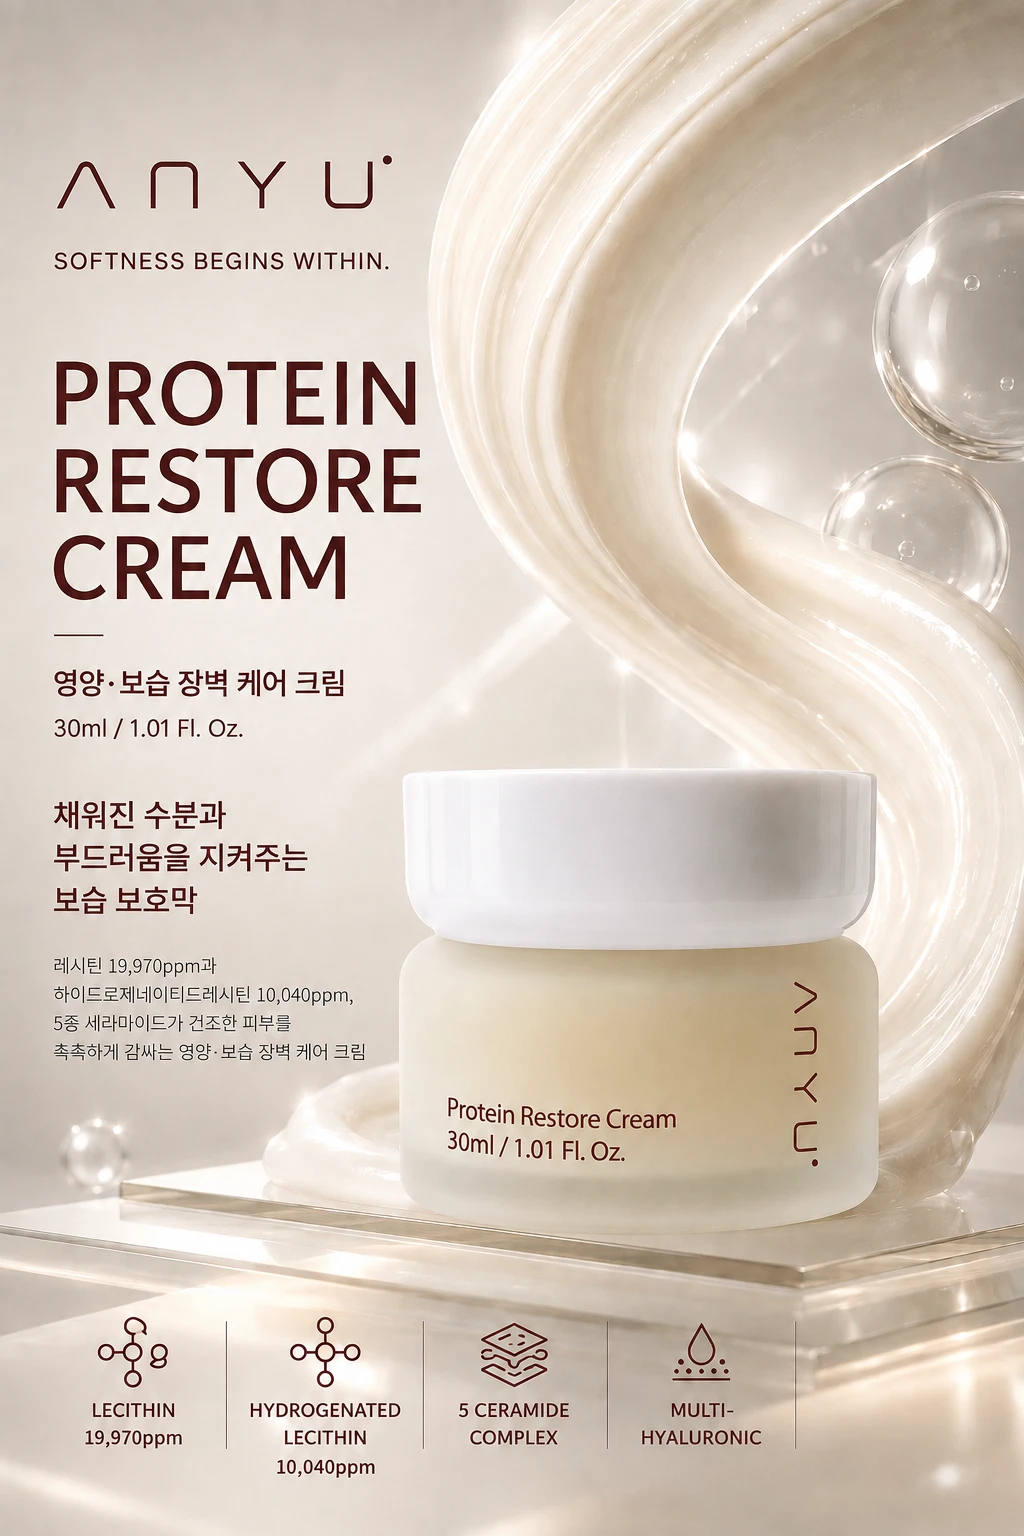 ANYU
SOFTNESS BEGINS WITHIN.
PROTEIN
RESTORE
CREAM
영양·보습 장벽 케어 크림
30ml / 1.01 Fl. Oz.
채워진 수분과
부드러움을 지켜주는
보습 보호막
레시틴 19,970ppm과
하이드로제네이티드레시틴 10,040ppm,
5종 세라마이드가 건조한 피부를
촉촉하게 감싸는 영양·보습 장벽 케어 크림
ANYU
Protein Restore Cream
30ml / 1.01 Fl. Oz.
LECITHIN
19,970ppm
HYDROGENATED
LECITHIN
10,040ppm
5 CERAMIDE
COMPLEX
MULTI-
HYALURONIC